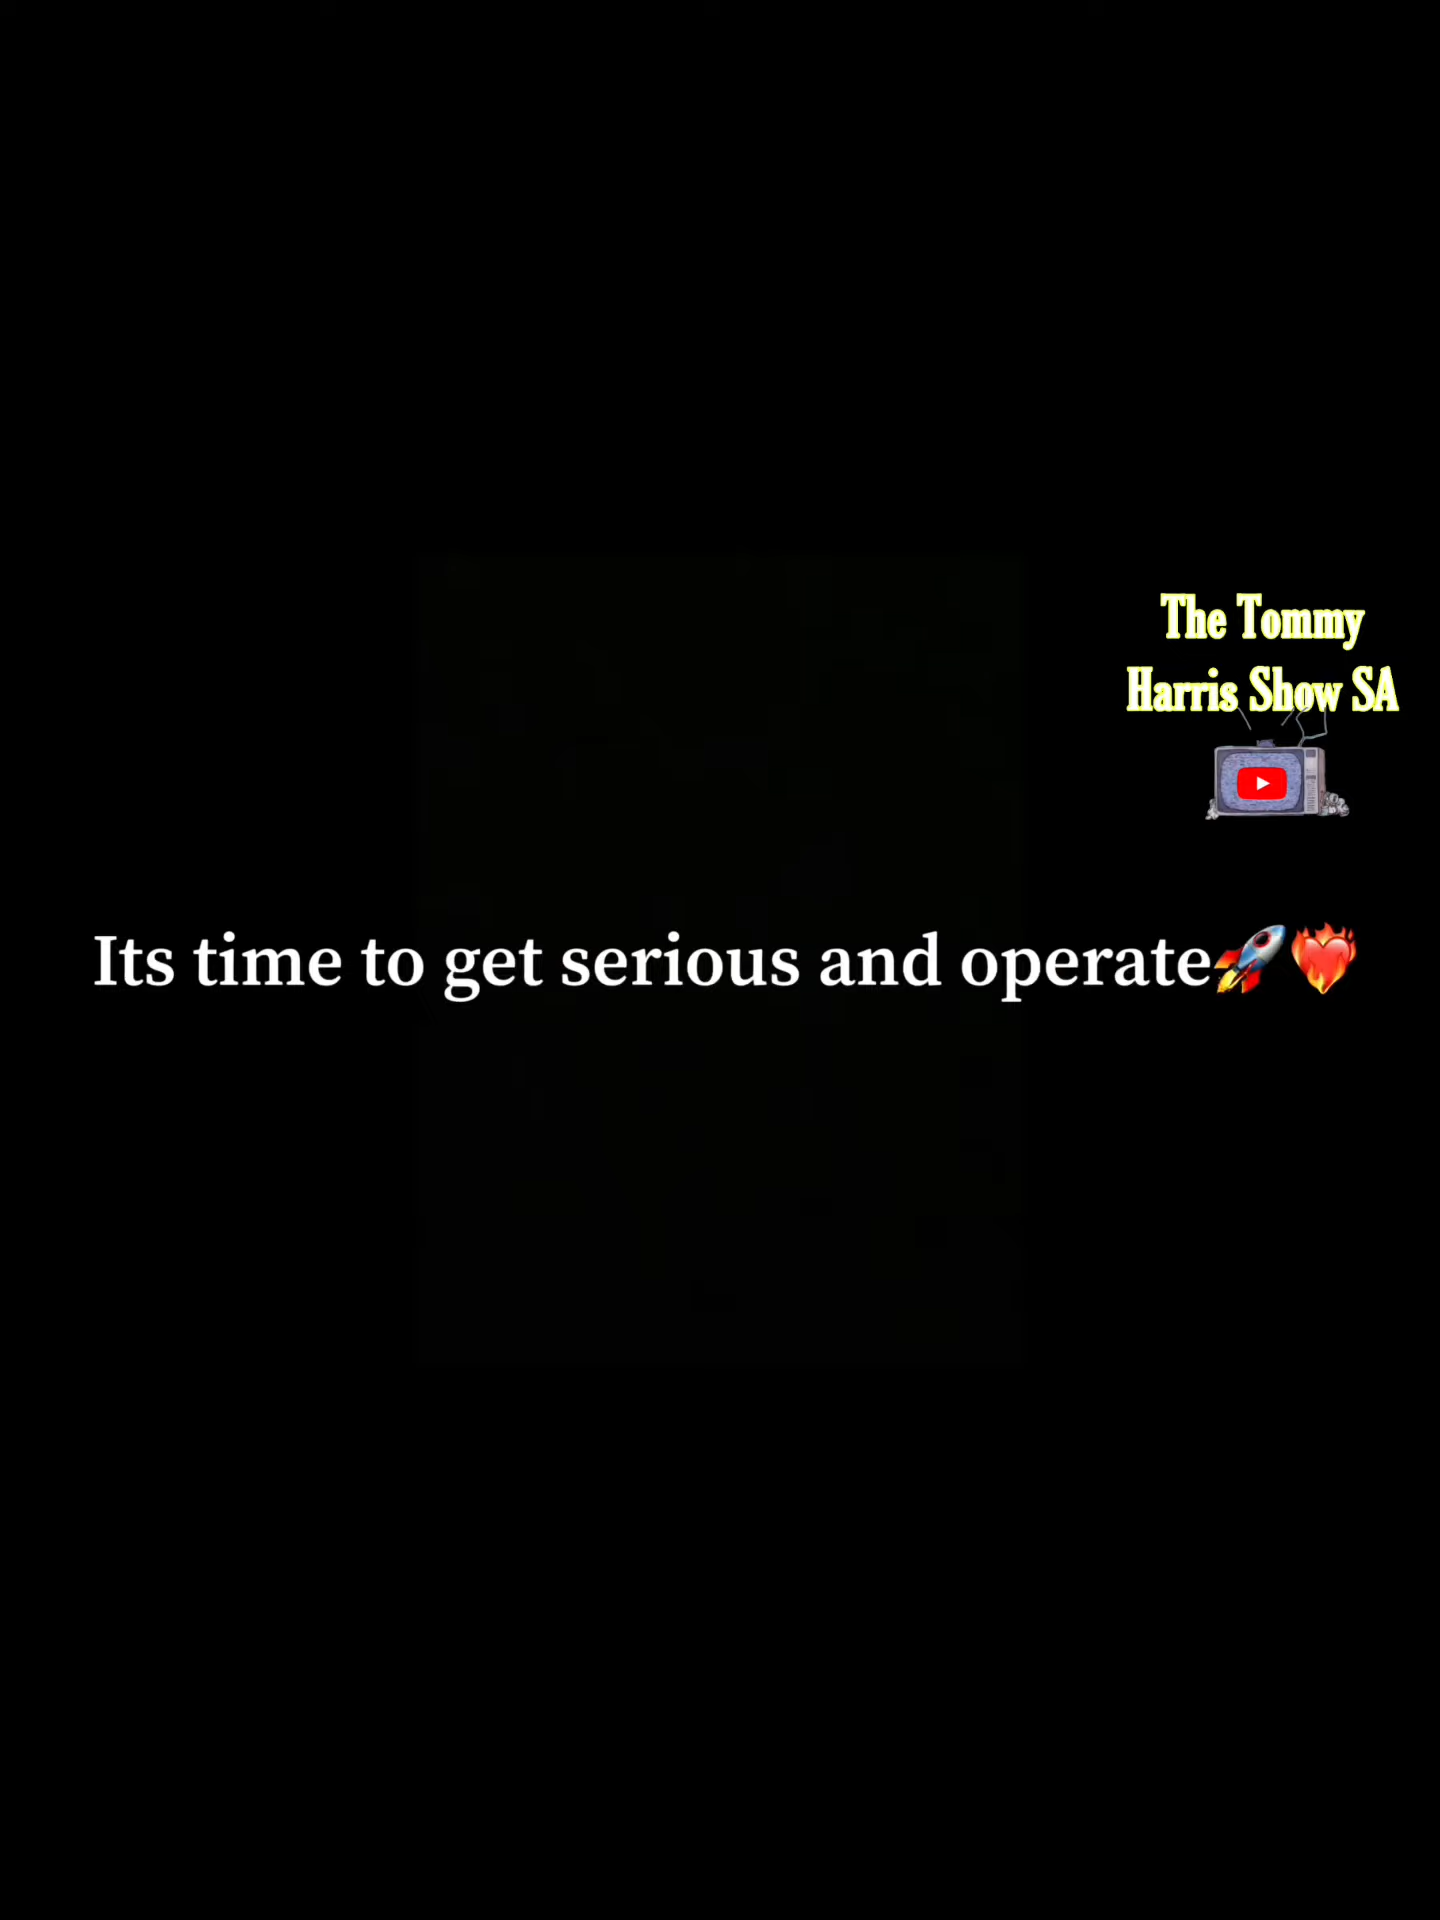 The Tommy
Harris Show SA
Its time to get serious and operate🚀❤️‍🔥